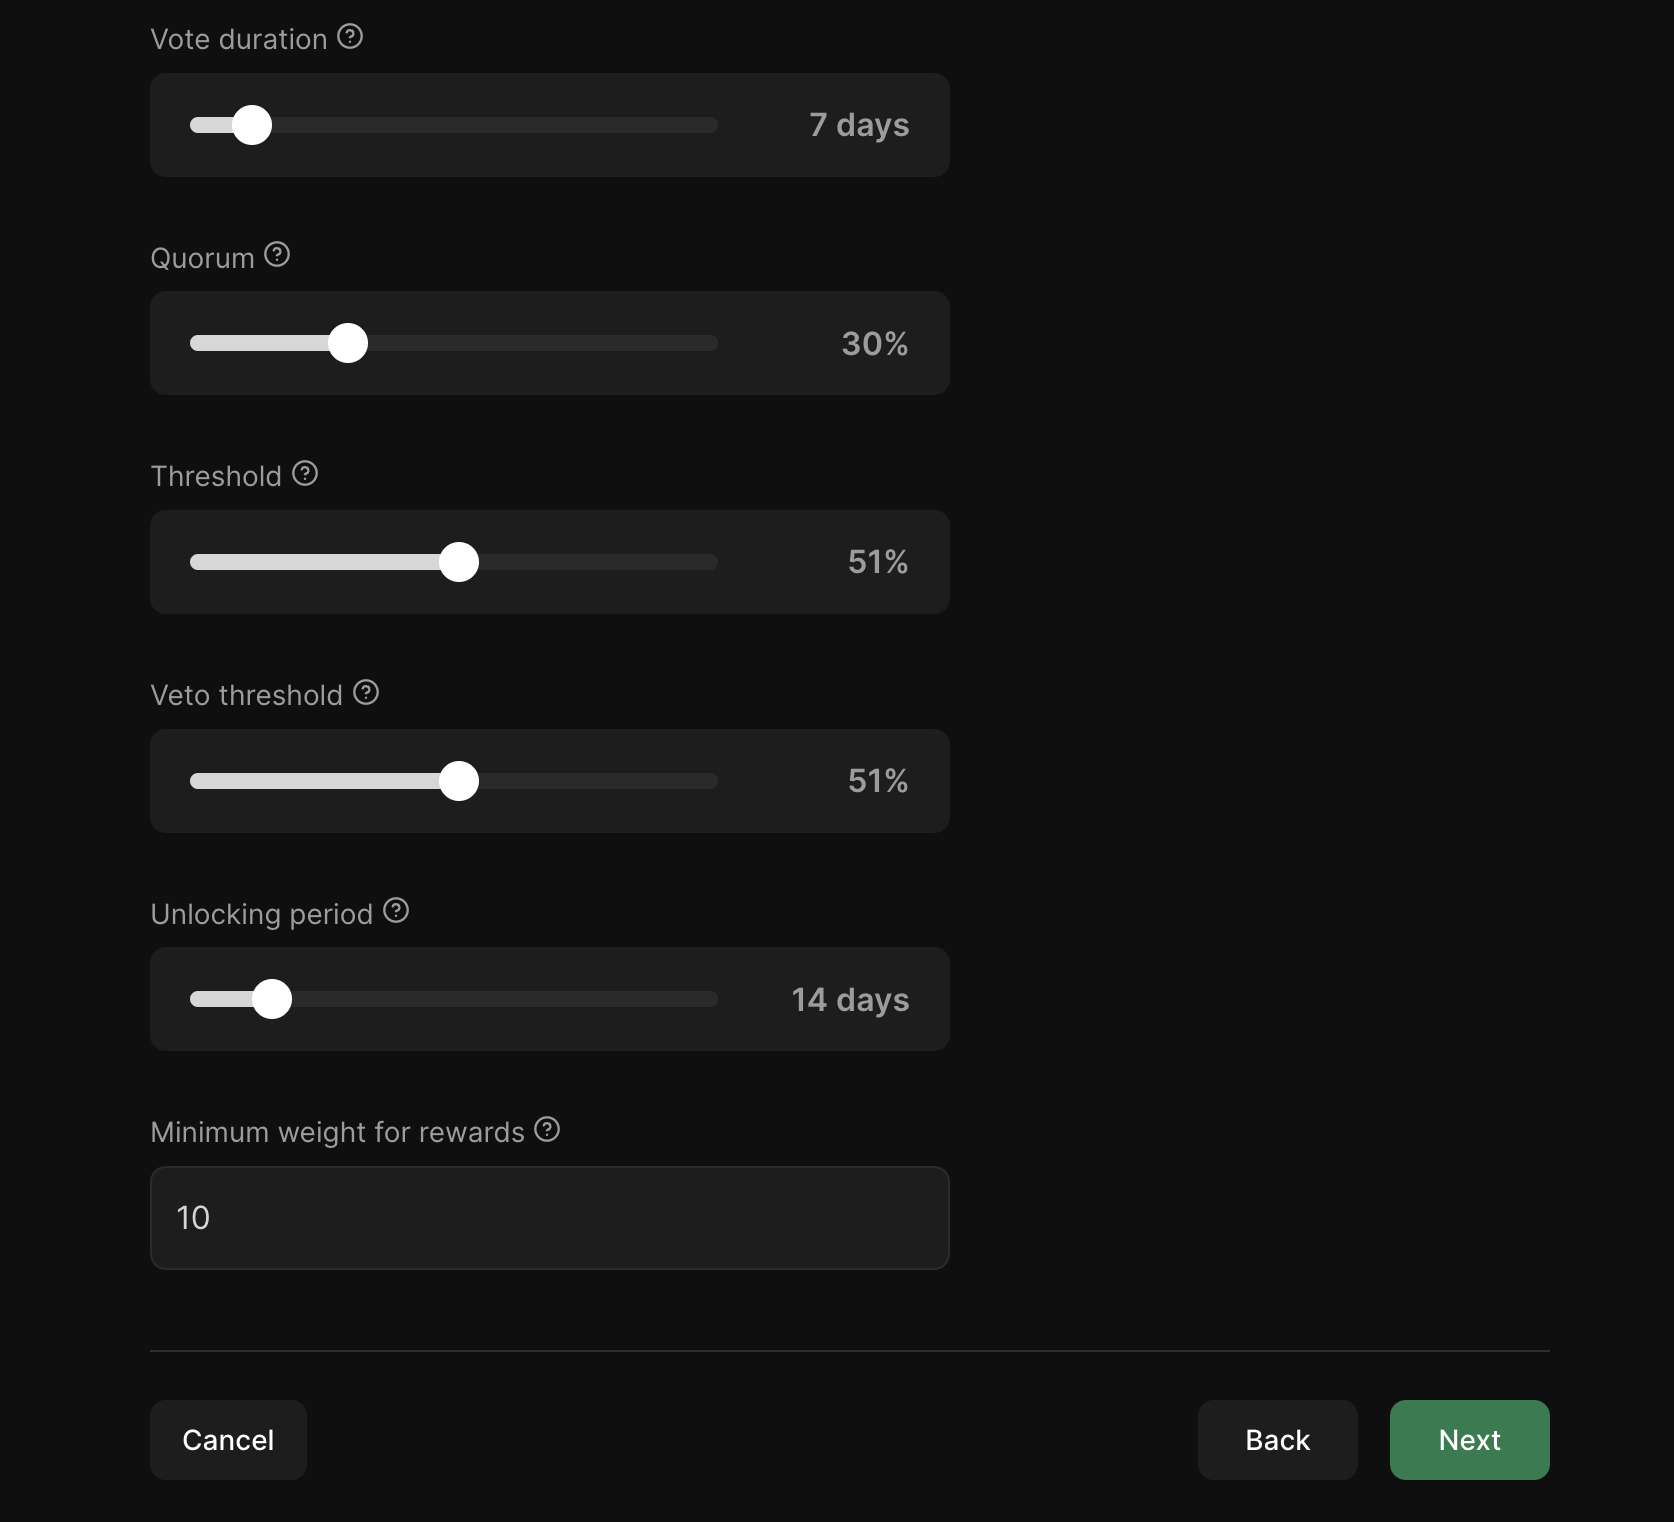 Vote duration
7 days
Quorum
30%
Threshold
51%
Veto threshold
51%
Unlocking period
14 days
Minimum weight for rewards
10
Cancel
Back
Next